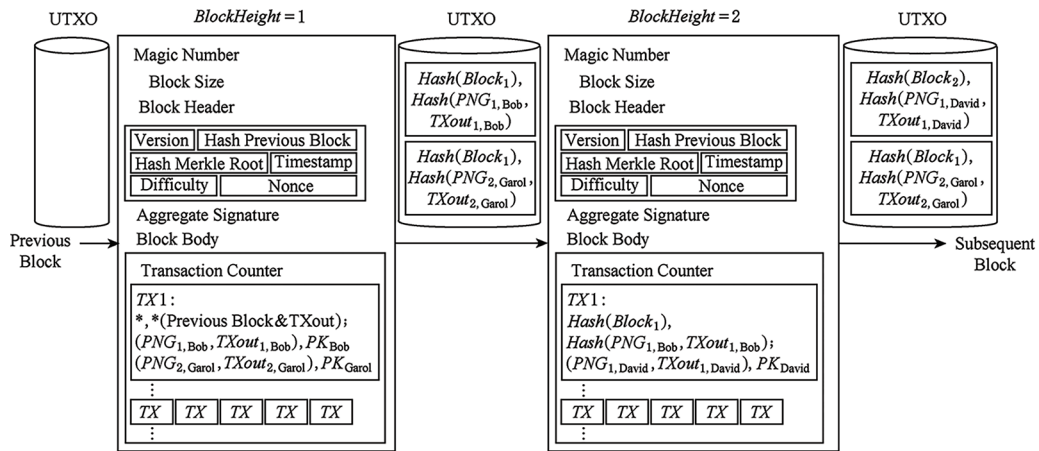 UTXO
BlockHeight=1
UTXO
BlockHeight=2
UTXO
Previous
Block
Magic Number
Block Size
Block Header
Version
Hash Previous Block
Hash Merkle Root
Timestamp
Difficulty
Nonce
Aggregate Signature
Block Body
Transaction Counter
TX1:
*,*(Previous Block&TXout);
(PNG1,Bob,TXout1,Bob),PKBob
(PNG2,Garol,TXout2,Garol),PKGarol
⋮
TX TX TX TX TX
⋮
Hash(Block1),
Hash(PNG1,Bob,
TXout1,Bob)
Hash(Block1),
Hash(PNG2,Garol,
TXout2,Garol)
Magic Number
Block Size
Block Header
Version
Hash Previous Block
Hash Merkle Root
Timestamp
Difficulty
Nonce
Aggregate Signature
Block Body
Transaction Counter
TX1:
Hash(Block1),
Hash(PNG1,Bob,TXout1,Bob);
(PNG1,David,TXout1,David),PKDavid
⋮
TX TX TX TX TX
⋮
Hash(Block2),
Hash(PNG1,David,
TXout1,David)
Hash(Block1),
Hash(PNG2,Garol,
TXout2,Garol)
Subsequent
Block